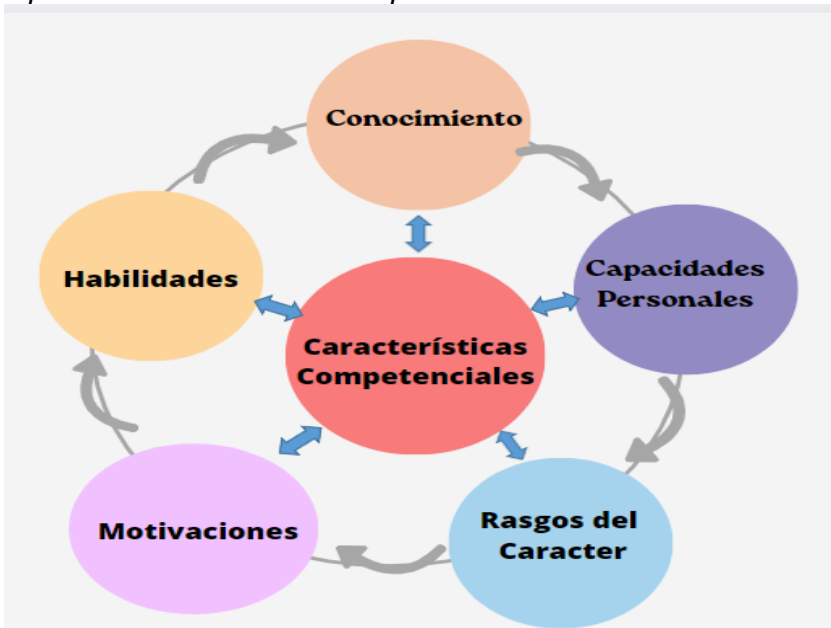 Conocimiento
Capacidades
Personales
Habilidades
Características
Competenciales
Rasgos del
Caracter
Motivaciones